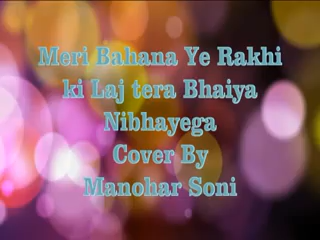 Meri Bahana Ye Rakhi
ki Laj tera Bhaiya
Nibhayega
Cover By
Manohar Soni